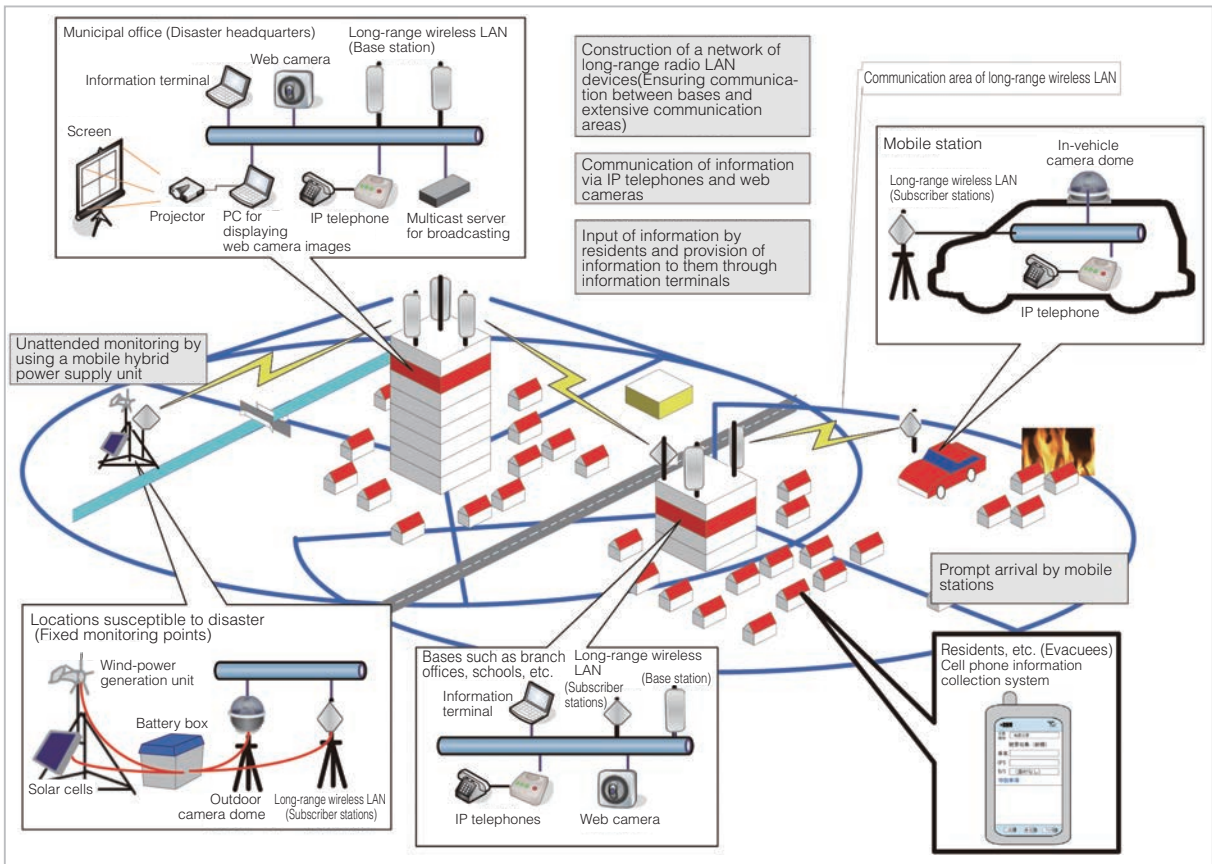 Municipal office (Disaster headquarters)
Long-range wireless LAN
(Base station)
Web camera
Information terminal
Screen
Projector
PC for
displaying
web camera images
IP telephone
Multicast server
for broadcasting
Construction of a network of
long-range radio LAN
devices(Ensuring communica-
tion between bases and
extensive communication
areas)
Communication of information
via IP telephones and web
cameras
Input of information by
residents and provision of
information to them through
information terminals
Communication area of long-range wireless LAN
Mobile station
In-vehicle
camera dome
Long-range wireless LAN
(Subscriber stations)
IP telephone
Unattended monitoring by
using a mobile hybrid
power supply unit
Prompt arrival by mobile
stations
Locations susceptible to disaster
(Fixed monitoring points)
Wind-power
generation unit
Battery box
Solar cells
Outdoor
camera dome
Long-range wireless LAN
(Subscriber stations)
Bases such as branch
offices, schools, etc.
Long-range wireless
LAN
(Subscriber
stations)
(Base station)
Information
terminal
IP telephones
Web camera
Residents, etc. (Evacuees)
Cell phone information
collection system